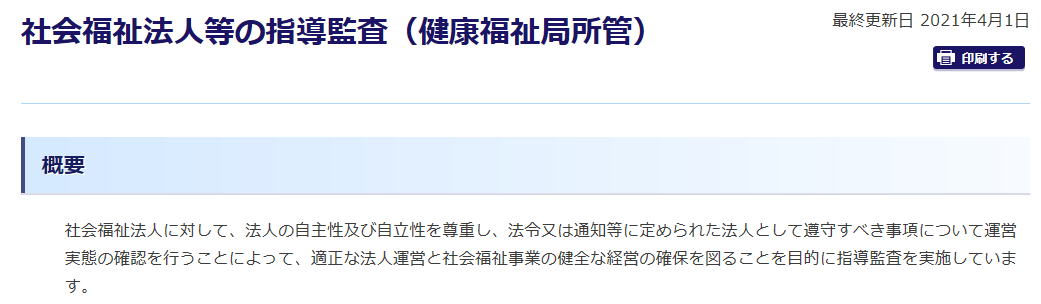 社会福祉法人等の指導監査（健康福祉局所管）
最終更新日 2021年4月1日
印刷する
概要
社会福祉法人に対して、法人の自主性及び自立性を尊重し、法令又は通知等に定められた法人として遵守すべき事項について運営
実態の確認を行うことによって、適正な法人運営と社会福祉事業の健全な経営の確保を図ることを目的に指導監査を実施していま
す。